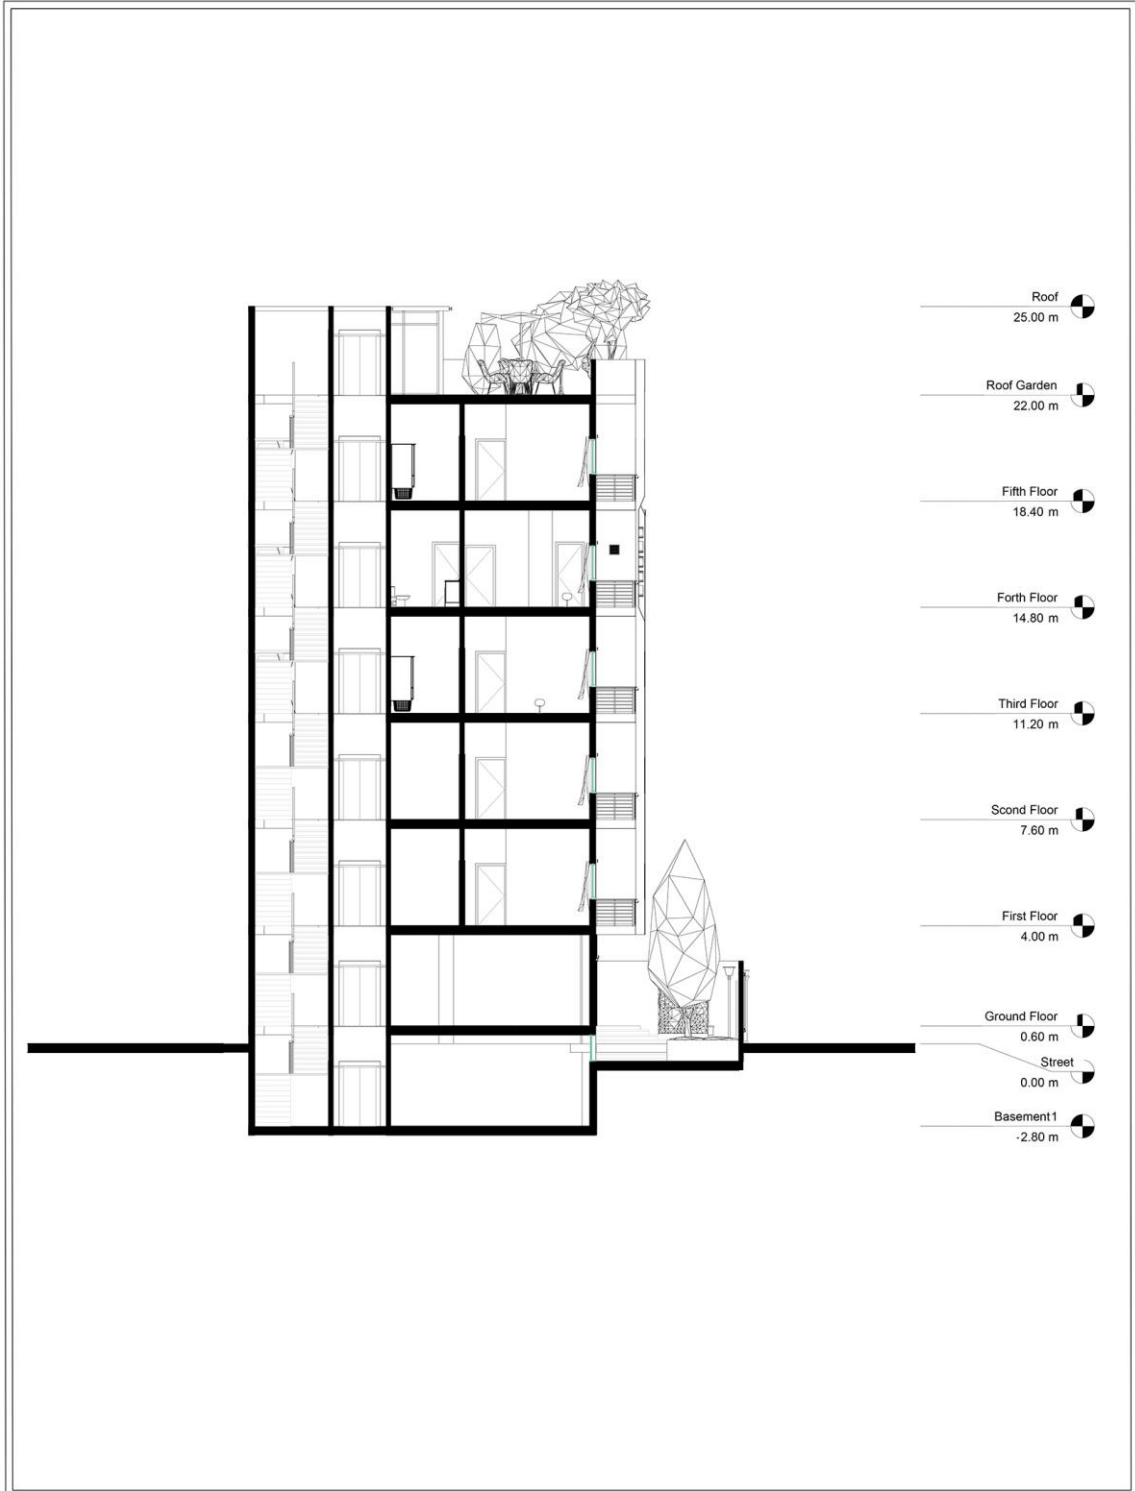 Roof
25.00 m
Roof Garden
22.00 m
Fifth Floor
18.40 m
Forth Floor
14.80 m
Third Floor
11.20 m
Scond Floor
7.60 m
First Floor
4.00 m
Ground Floor
0.60 m
Street
0.00 m
Basement1
-2.80 m